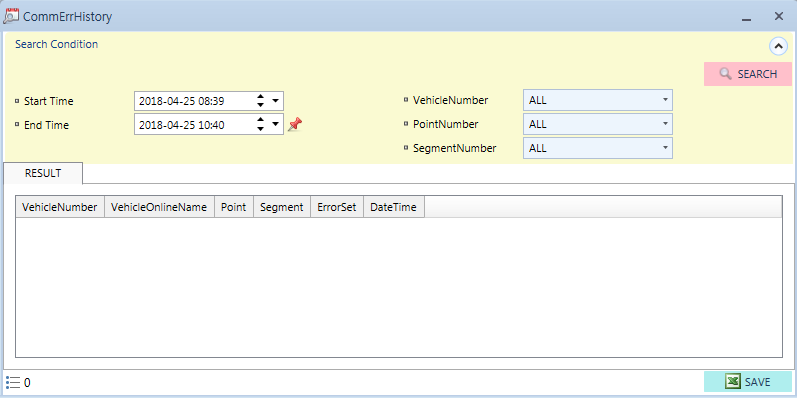 CommErrHistory
Search Condition
SEARCH
Start Time 2018-04-25 08:39 VehicleNumber ALL
End Time 2018-04-25 10:40 PointNumber ALL
SegmentNumber ALL
RESULT
VehicleNumber VehicleOnlineName Point Segment ErrorSet DateTime
0 SAVE